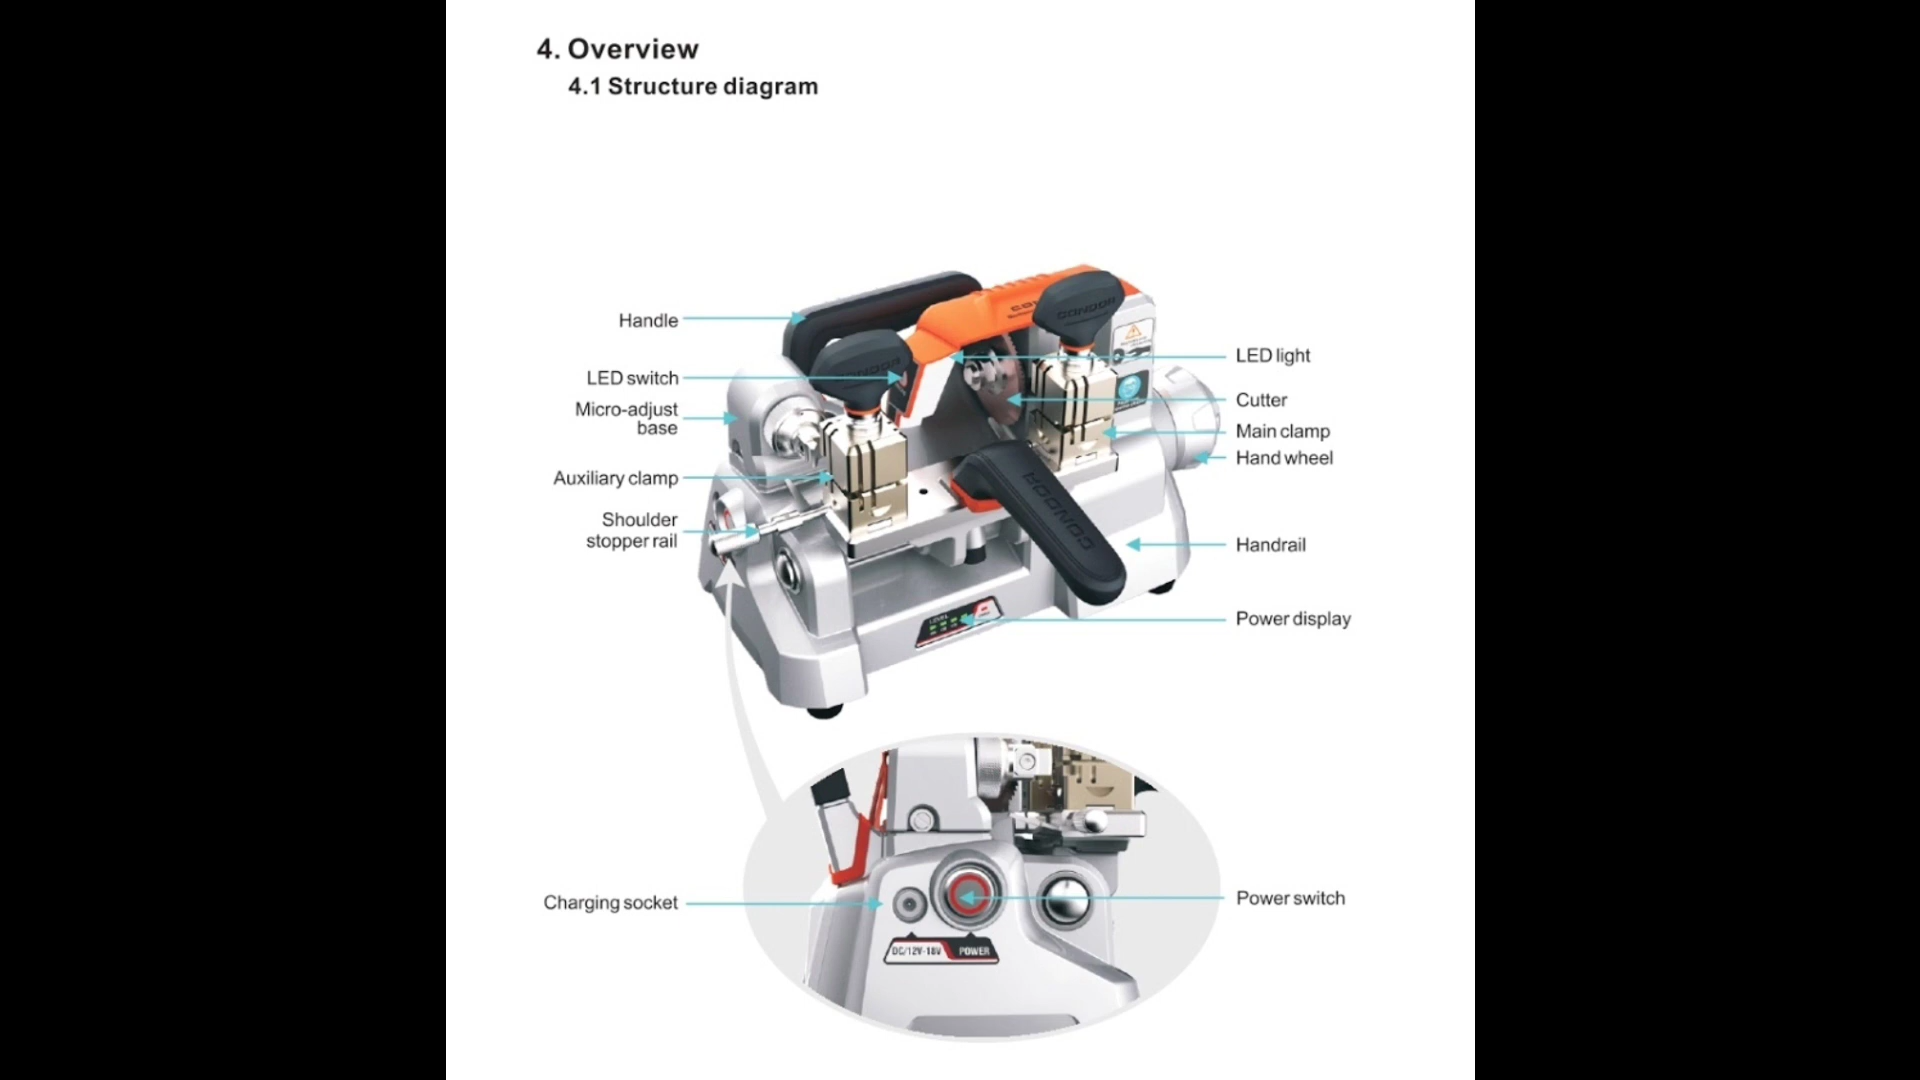 4. Overview
4.1 Structure diagram
Handle
LED switch
Micro-adjust
base
Auxiliary clamp
Shoulder
stopper rail
LED light
Cutter
Main clamp
Hand wheel
Handrail
Power display
CONDOR
CONDOR
CONDOR
LEVEL
Charging socket
Power switch
DC/12V-18V
POWER